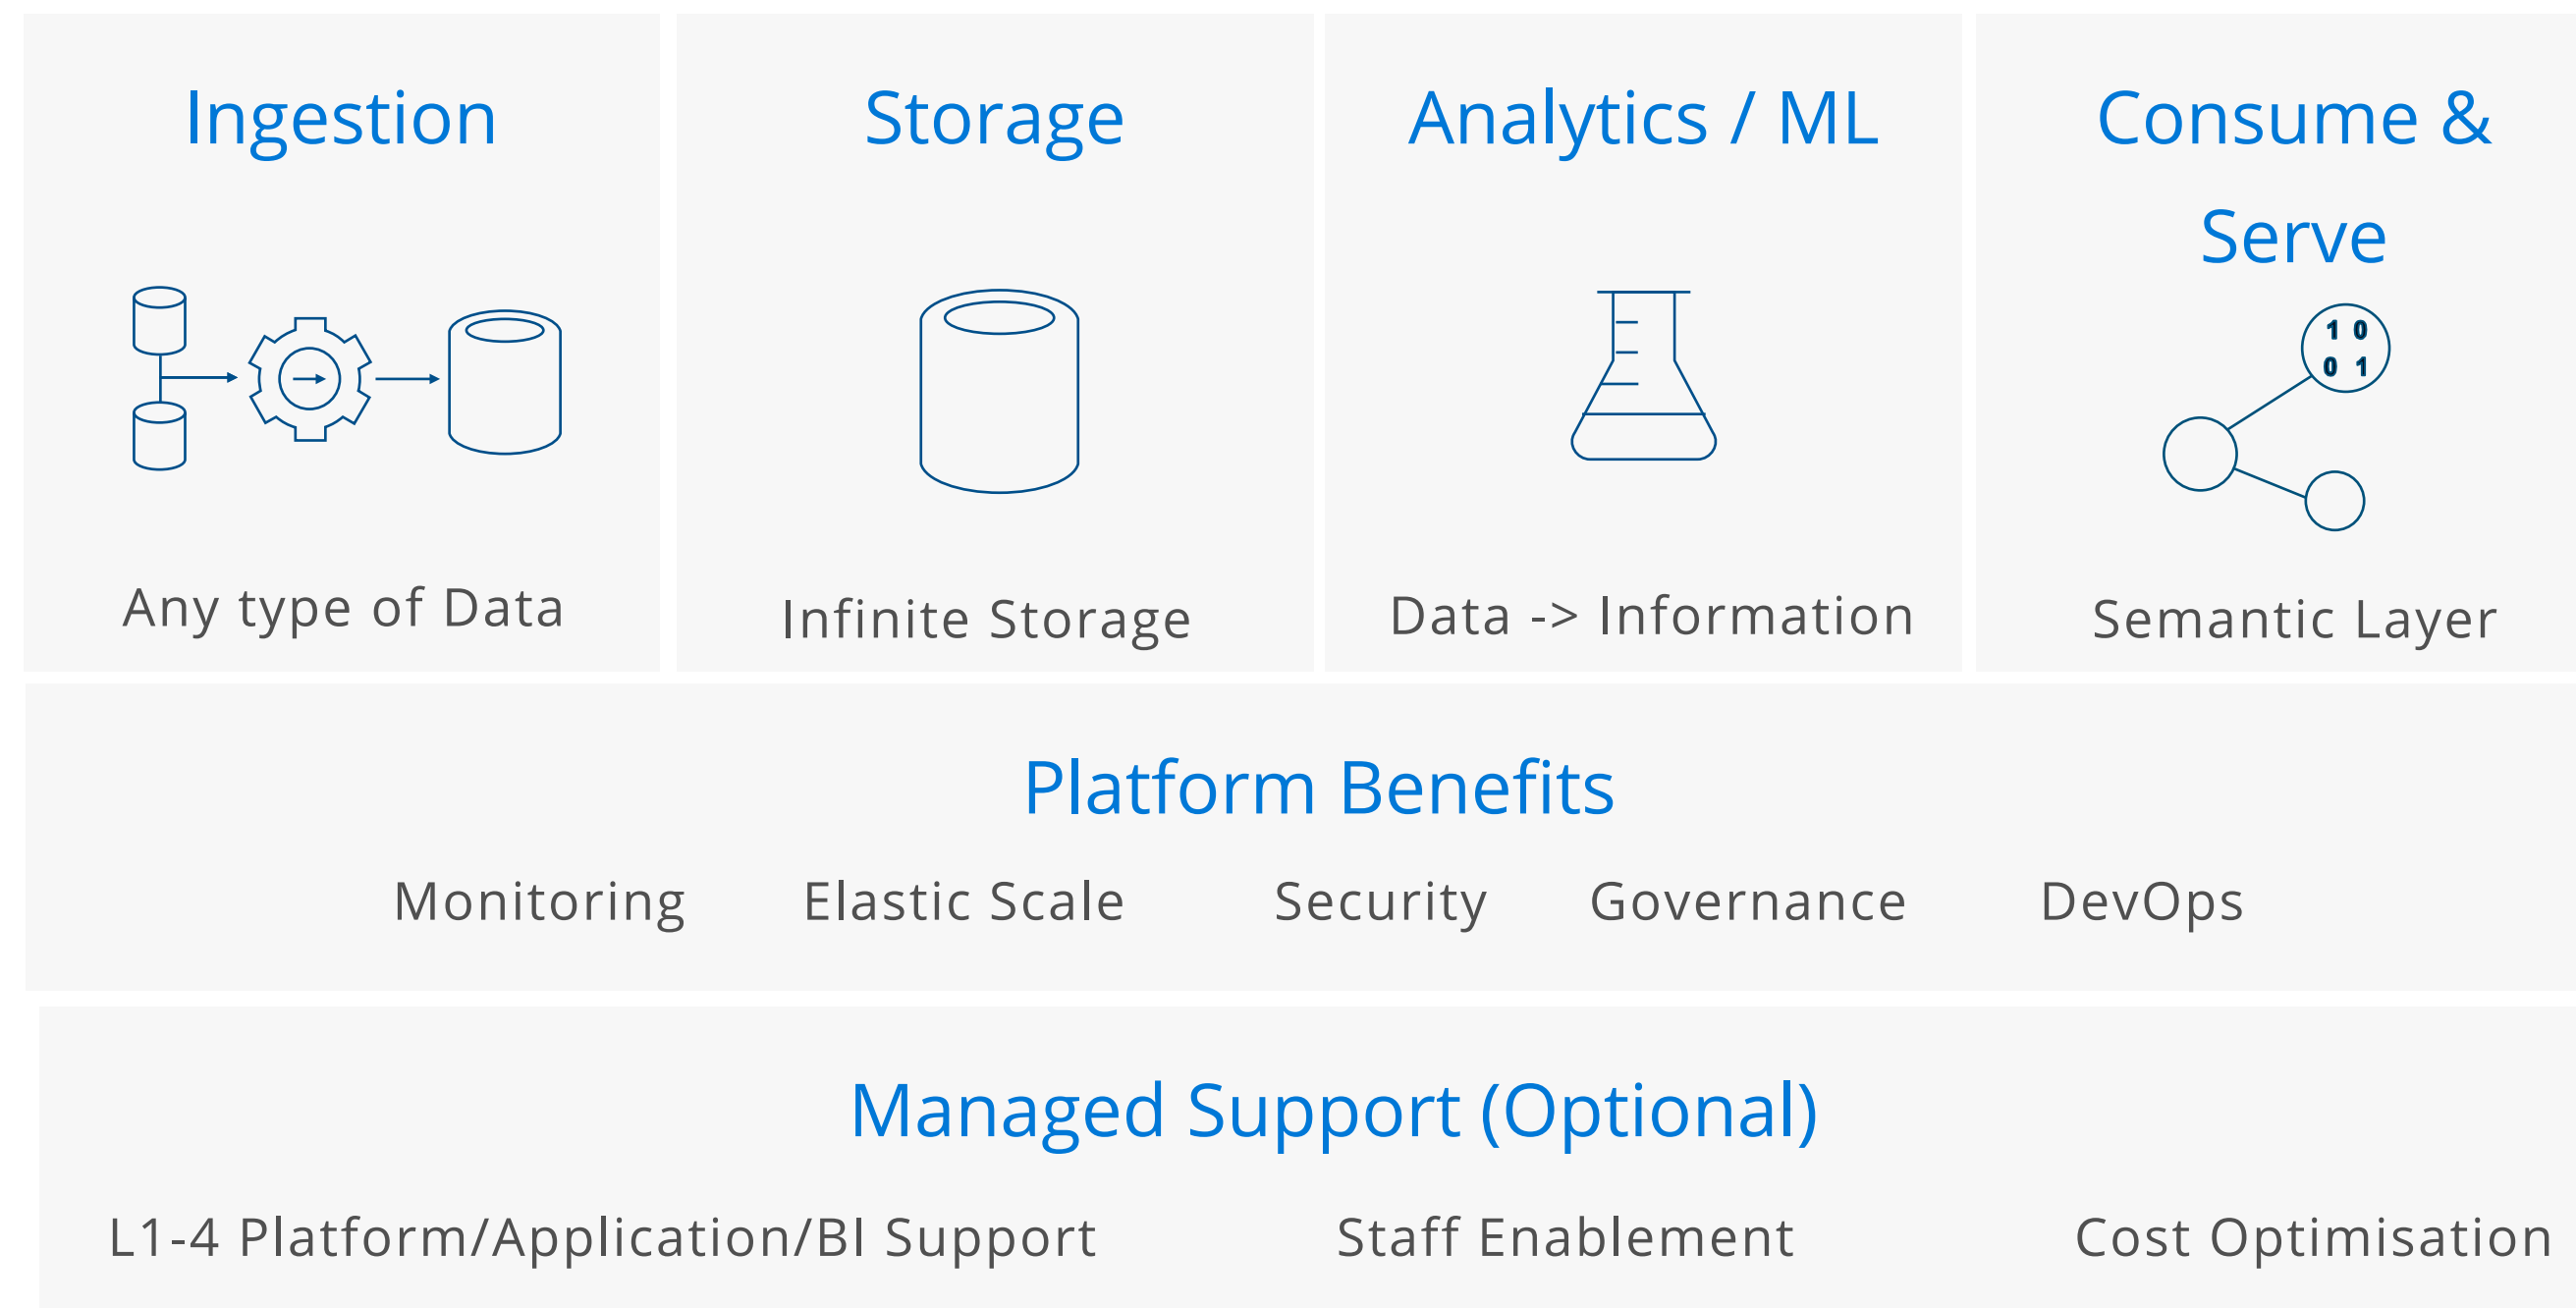 Ingestion
Any type of Data
Storage
Infinite Storage
Analytics / ML
Data -> Information
Consume &
Serve
1 0
0 1
Semantic Layer
Platform Benefits
Monitoring Elastic Scale Security Governance DevOps
Managed Support (Optional)
L1-4 Platform/Application/BI Support Staff Enablement Cost Optimisation